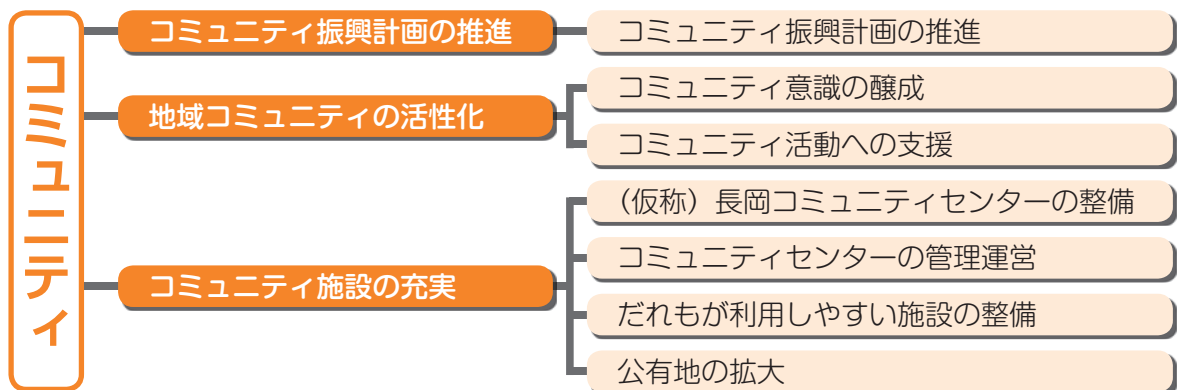 コミュニティ
コミュニティ振興計画の推進
コミュニティ振興計画の推進
地域コミュニティの活性化
コミュニティ意識の醸成
コミュニティ活動への支援
コミュニティ施設の充実
（仮称）長岡コミュニティセンターの整備
コミュニティセンターの管理運営
だれもが利用しやすい施設の整備
公有地の拡大